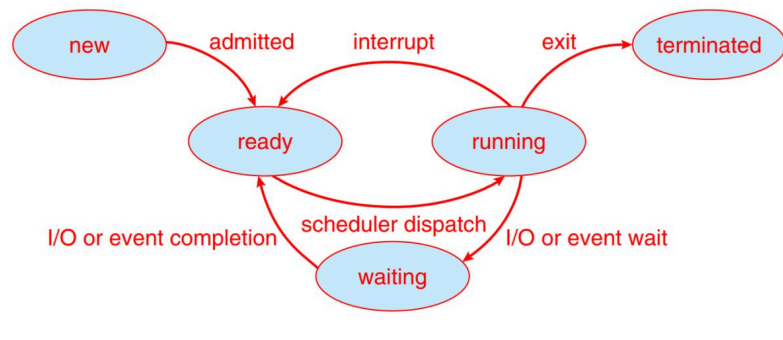 new
admitted
interrupt
exit
terminated
ready
running
scheduler dispatch
I/O or event completion
I/O or event wait
waiting